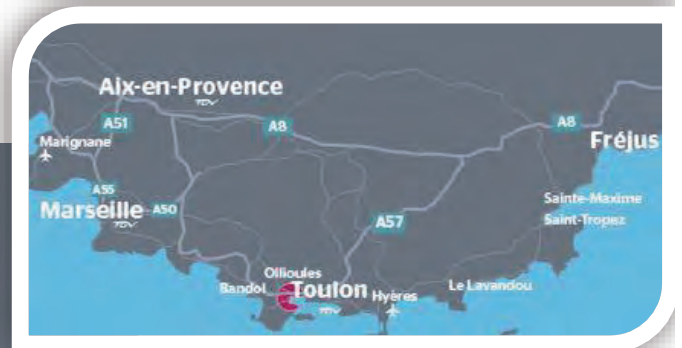 Aix-en-Provence
TGV
A51
A8
A8
Marignane
Fréjus
A55
Marseille
A50
TGV
Sainte-Maxime
Saint-Tropez
A57
Ollioules
Bandol
Toulon
Hyères
Le Lavandou
TGV